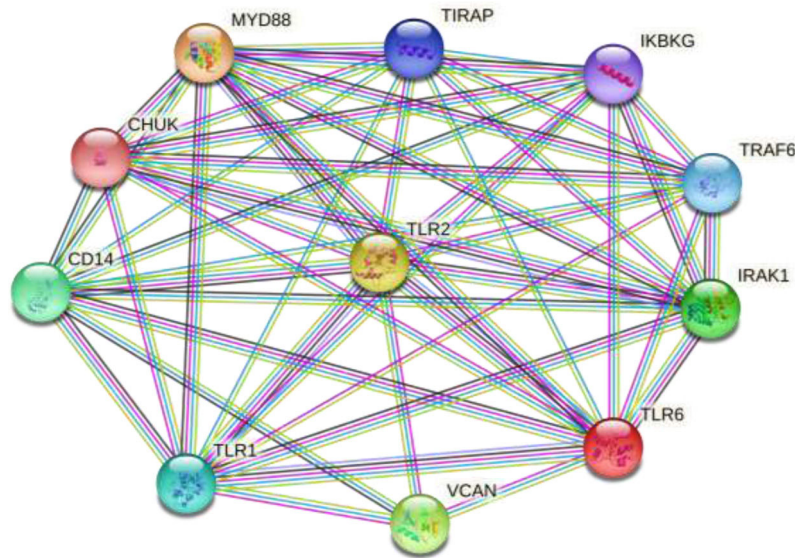 MYD88
TIRAP
IKBKG
CHUK
TRAF6
TLR2
CD14
IRAK1
TLR6
TLR1
VCAN